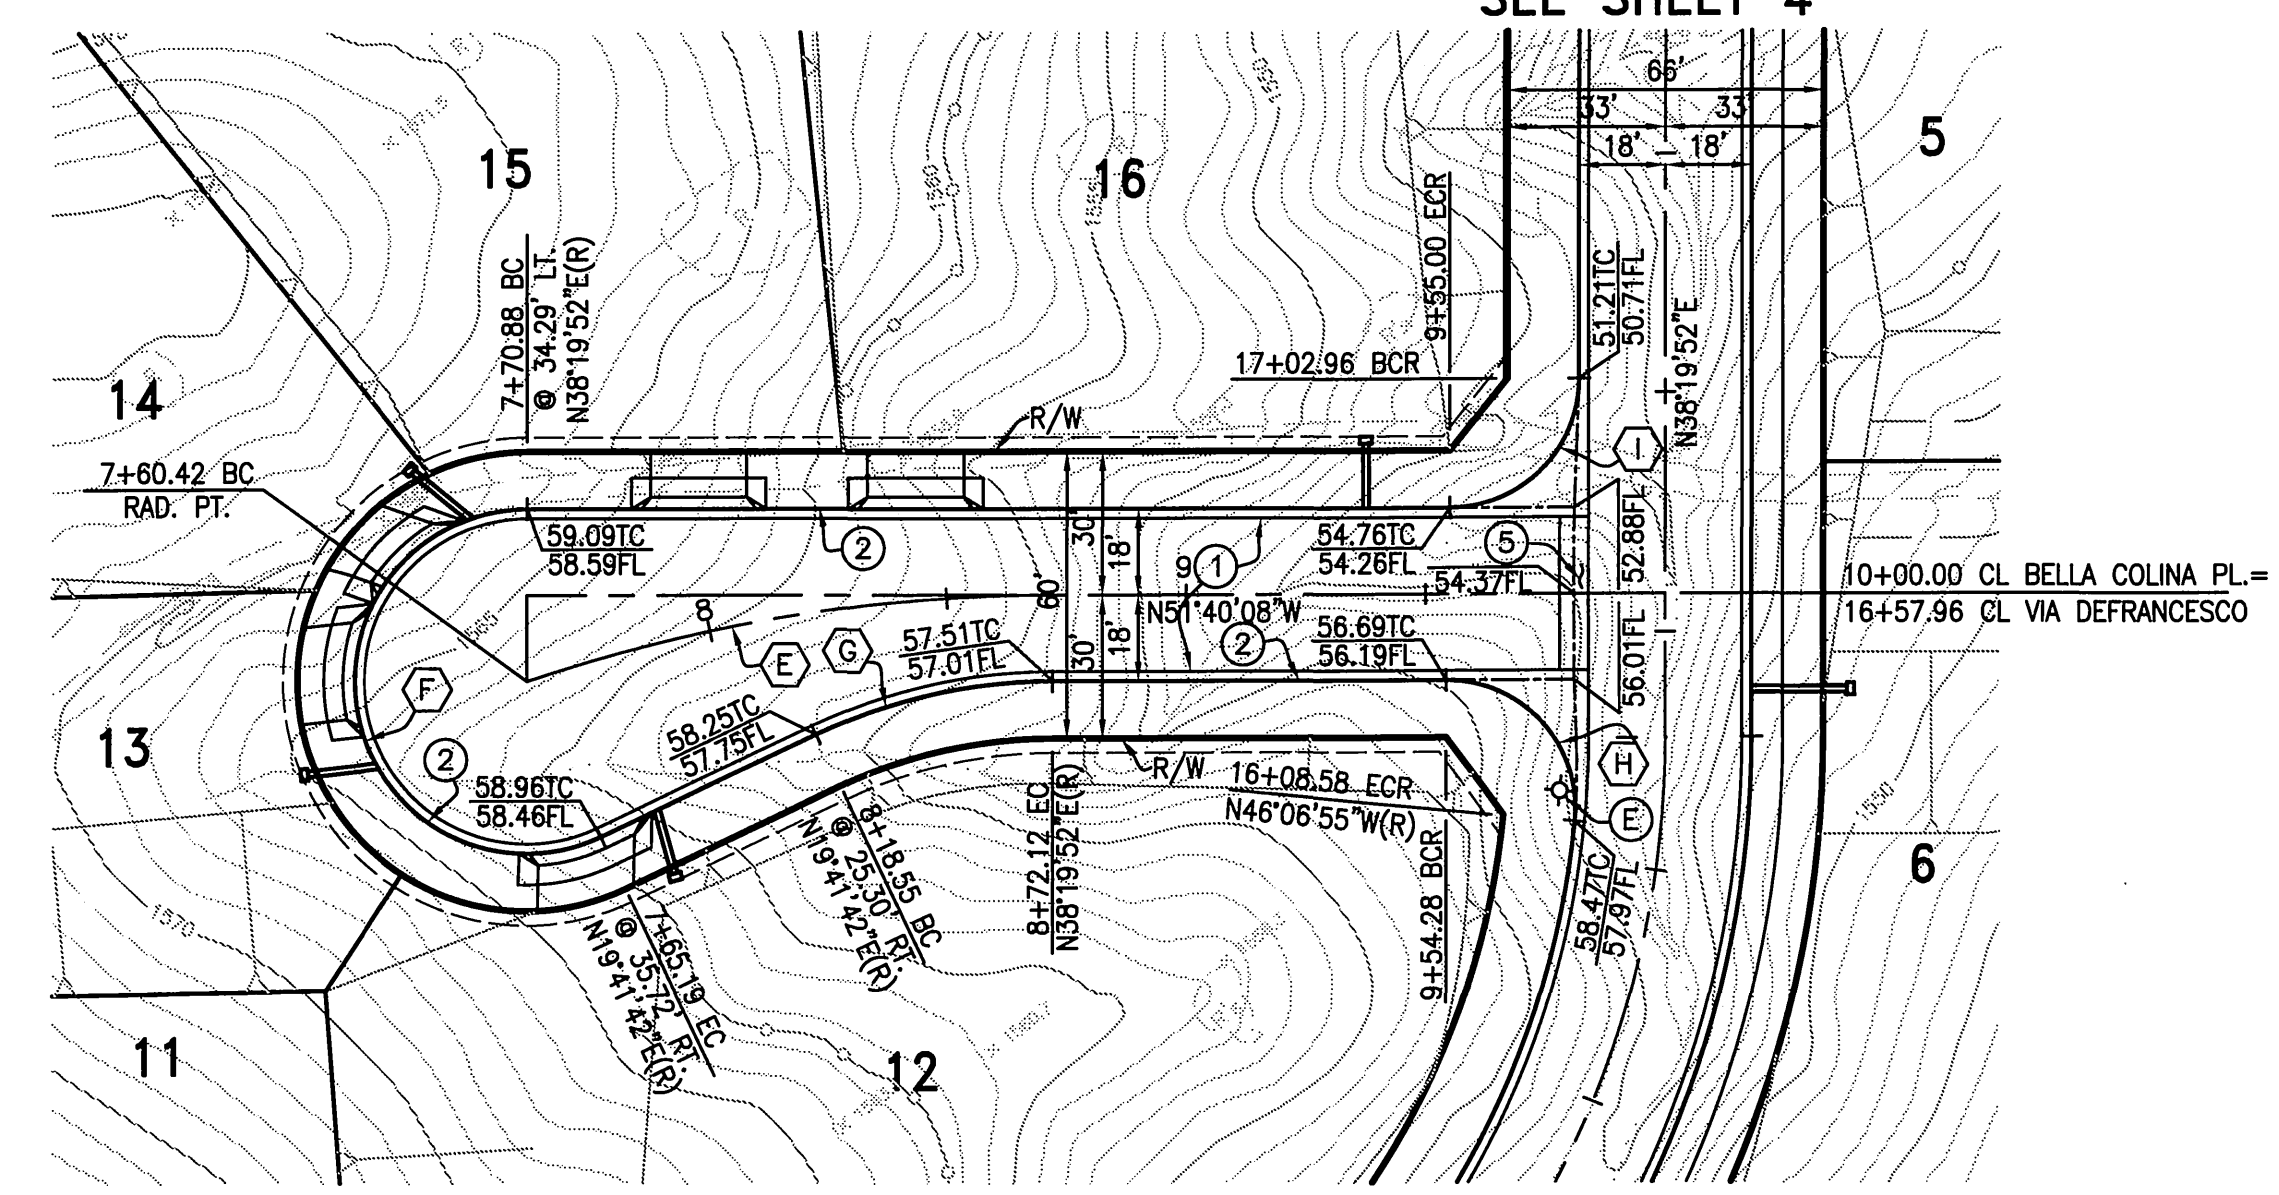 SEE SHEET 4
66'
33' 33'
18' 18'
5
15
16
1550
1560
7+70.88 BC
@ 34.29' LT.
N38°19'52"E(R)
9+55.00 ECR
17+02.96 BCR
51.21TC
50.71FL
N38°19'52"E
14
R/W
I
7+60.42 BC
RAD. PT.
59.09TC
58.59FL
2
30'
18'
60'
30'
18'
9
1
54.76TC
54.26FL
5
54.37FL
52.88FL
N51°40'08"W
10+00.00 CL BELLA COLINA PL.=
16+57.96 CL VIA DEFRANCESCO
8
E
G
57.51TC
57.01FL
2
56.69TC
56.19FL
56.01FL
F
58.25TC
57.75FL
13
2
58.96TC
58.46FL
R/W
16+08.58 ECR
N46°06'55"W(R)
H
E
1550
6
8+18.55 BC
@ 25.30' RT.
N19°41'42"E(R)
8+72.12 EC
N38°19'52"E(R)
9+54.28 BCR
58.47TC
57.97FL
1570
7+65.19 EC
@ 35.72' RT.
N19°41'42"E(R)
11
12